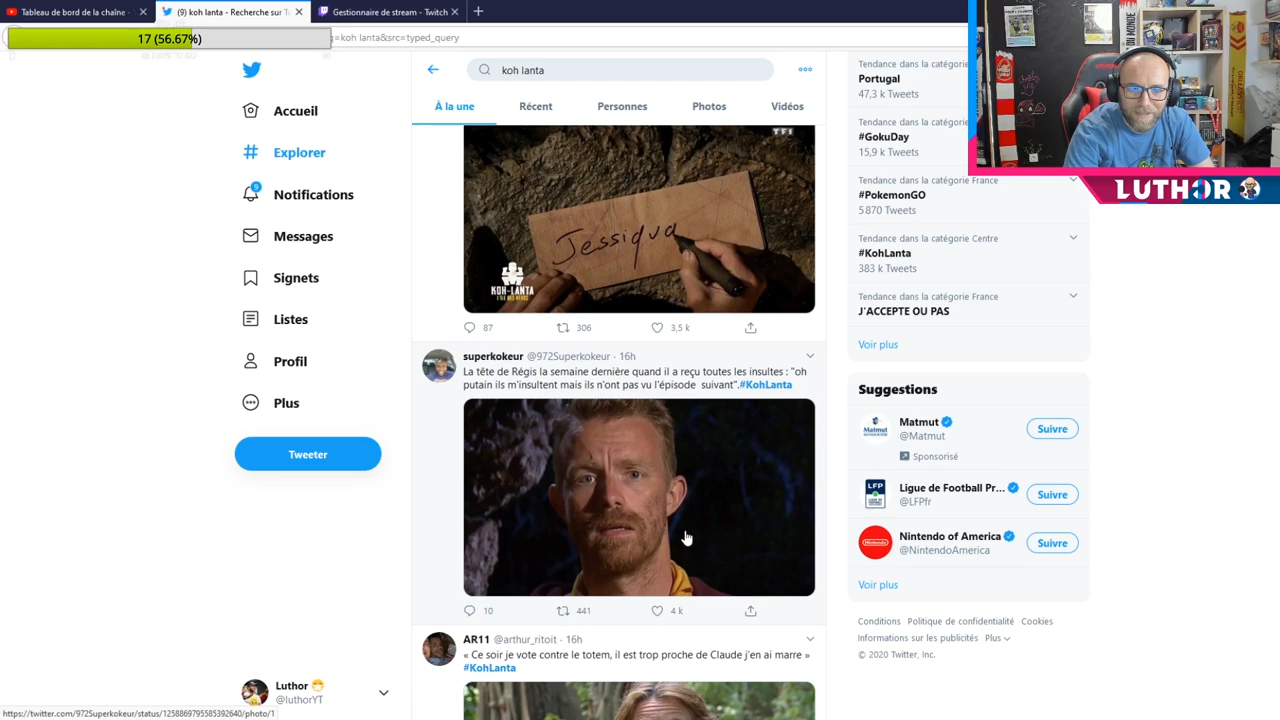 Tableau de bord de la chaîne -
(9) koh lanta - Recherche sur T
Gestionnaire de stream - Twitch
17 (56.67%)
=koh lanta&src=typed_query
koh lanta
À la une
Récent
Personnes
Photos
Vidéos
Accueil
Explorer
9
Notifications
Messages
Signets
Listes
Profil
Plus
Tweeter
Luthor
@luthorYT
TF1
Jessiqua
KOH-LANTA
L'ÎLE DES HÉROS
87
306
3,5 k
superkokeur @972Superkokeur · 16h
La tête de Régis la semaine dernière quand il a reçu toutes les insultes : "oh
putain ils m'insultent mais ils n'ont pas vu l'épisode suivant".#KohLanta
10
441
4 k
AR11 @arthur_ritoit · 16h
« Ce soir je vote contre le totem, il est trop proche de Claude j'en ai marre »
#KohLanta
Tendance dans la catégorie
Portugal
47,3 k Tweets
Tendance dans la catégorie
#GokuDay
15,9 k Tweets
Tendance dans la catégorie France
#PokemonGO
5 870 Tweets
Tendance dans la catégorie Centre
#KohLanta
383 k Tweets
Tendance dans la catégorie France
J'ACCEPTE OU PAS
Voir plus
Suggestions
Matmut
@Matmut
Sponsorisé
Suivre
LFP
Ligue de Football Pr...
@LFPfr
Suivre
Nintendo
Nintendo of America
@NintendoAmerica
Suivre
Voir plus
Conditions Politique de confidentialité Cookies
Informations sur les publicités Plus
© 2020 Twitter, Inc.
LUTHOR
https://twitter.com/972Superkokeur/status/1258869795585392640/photo/1